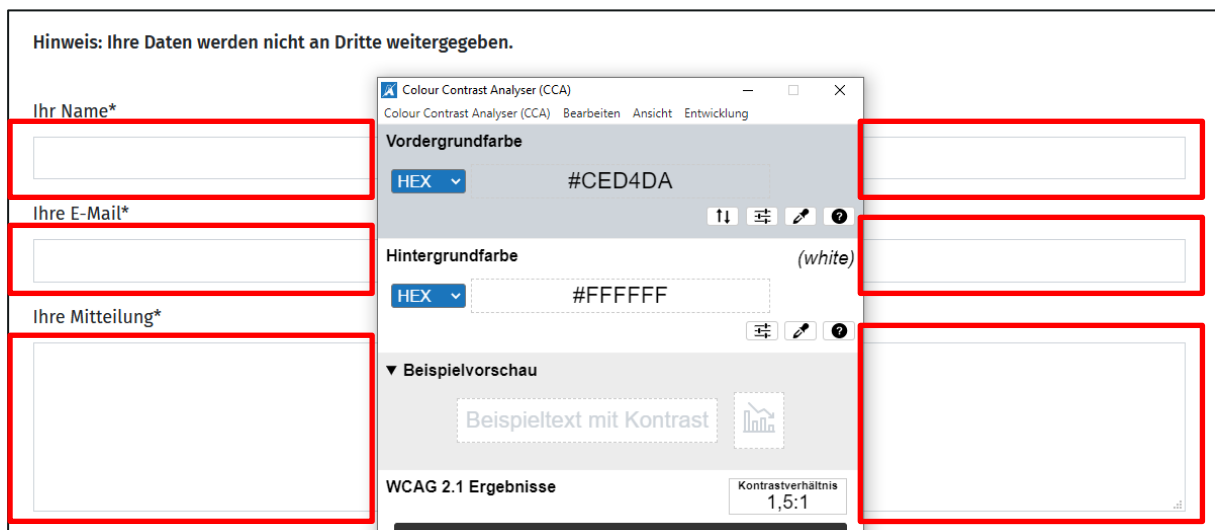 Hinweis: Ihre Daten werden nicht an Dritte weitergegeben.
Ihr Name*
Ihre E-Mail*
Ihre Mitteilung*
Colour Contrast Analyser (CCA)
Colour Contrast Analyser (CCA) Bearbeiten Ansicht Entwicklung
Vordergrundfarbe
HEX #CED4DA
Hintergrundfarbe (white)
HEX #FFFFFF
▼ Beispielvorschau
Beispieltext mit Kontrast
WCAG 2.1 Ergebnisse
Kontrastverhältnis
1,5:1